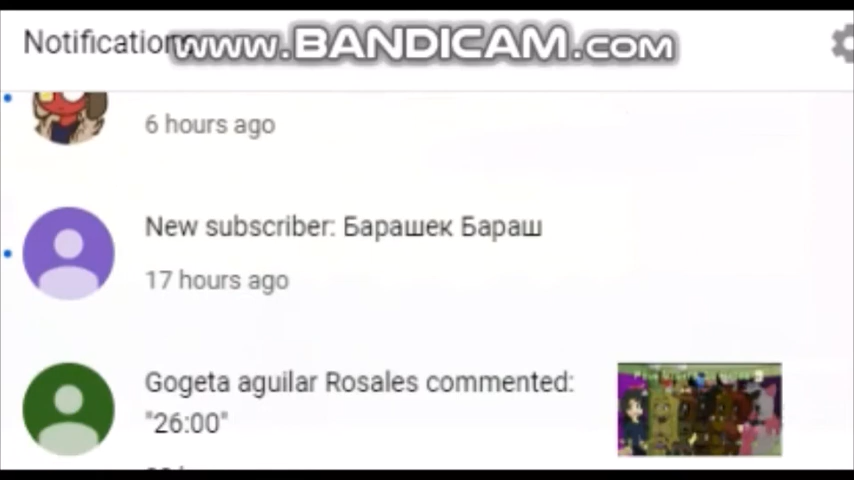 Notifications
www.BANDICAM.com
6 hours ago
New subscriber: Барашек Бараш
17 hours ago
Gogeta aguilar Rosales commented:
"26:00"